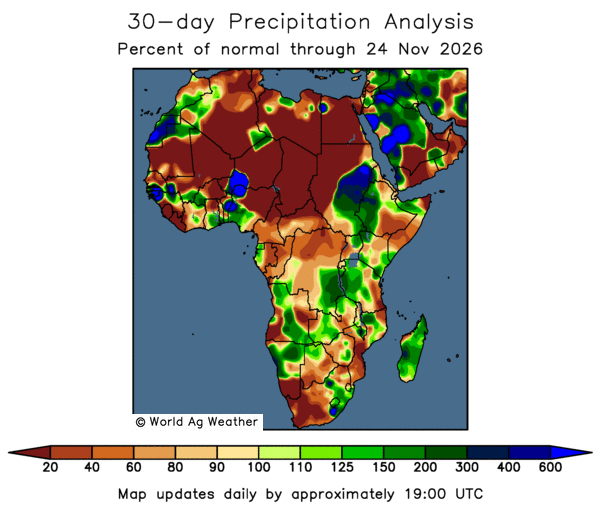 30-day Precipitation Analysis
Percent of normal through 24 Nov 2026
© World Ag Weather
20 40 60 80 90 100 110 125 150 200 300 400 600
Map updates daily by approximately 19:00 UTC